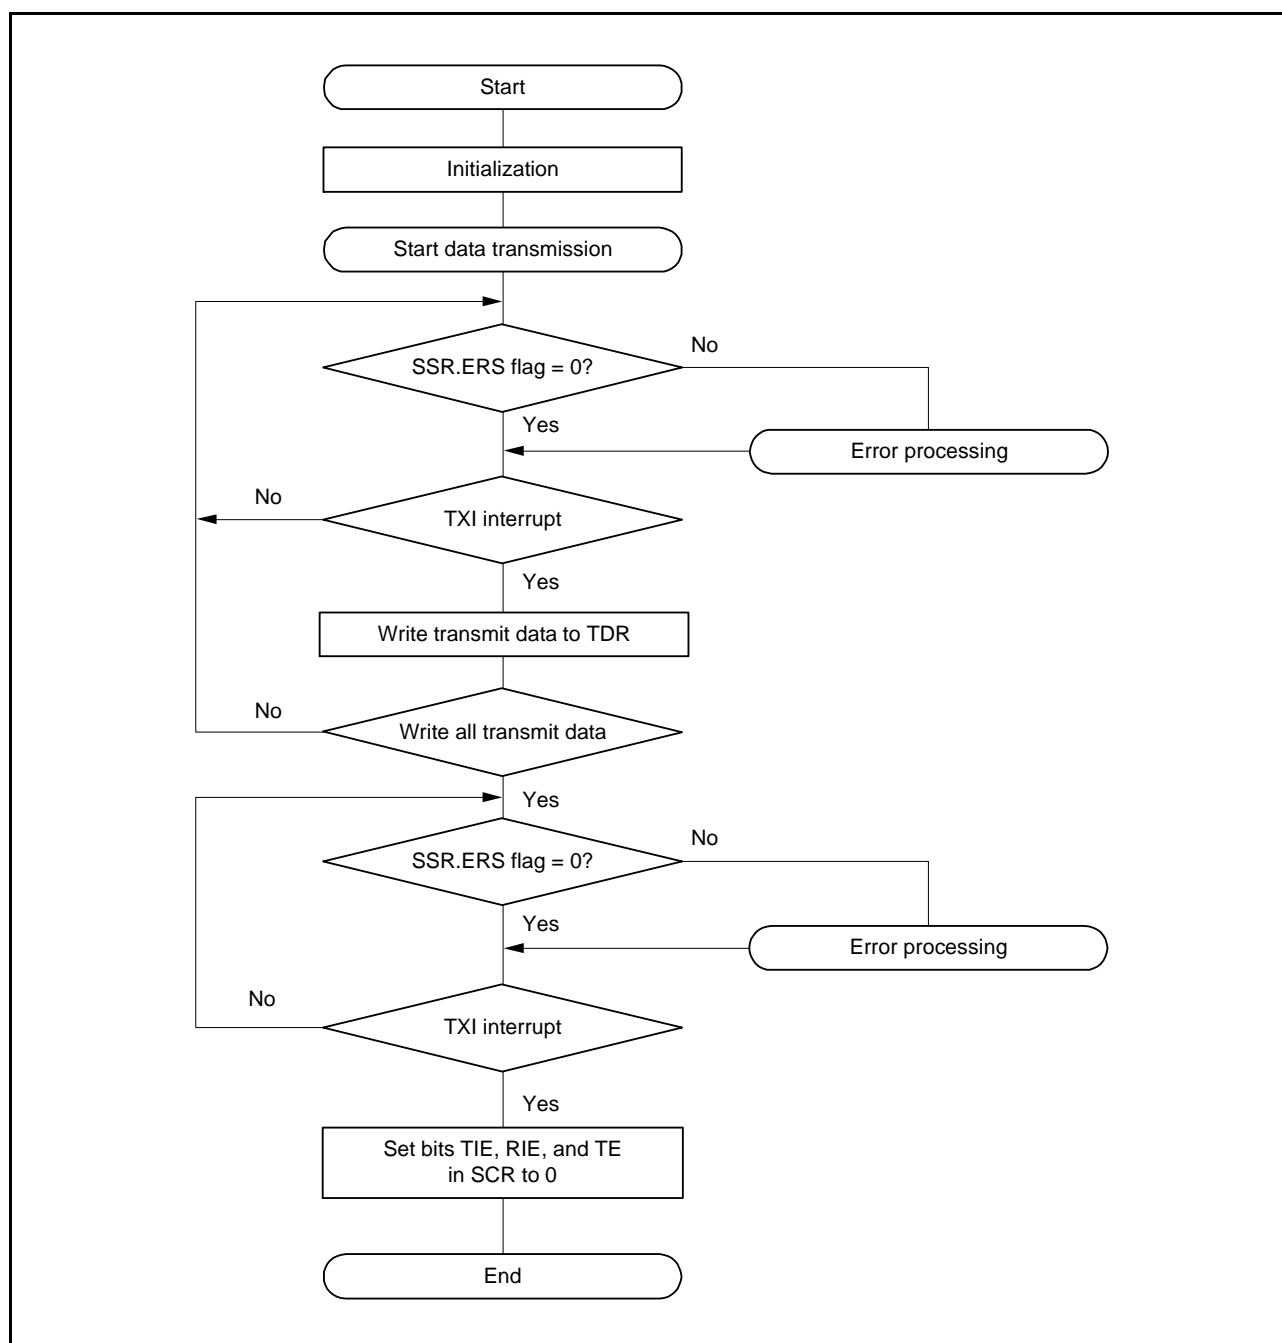 Start
Initialization
Start data transmission
SSR.ERS flag = 0?
No
Yes
Error processing
No
TXI interrupt
Yes
Write transmit data to TDR
No
Write all transmit data
Yes
SSR.ERS flag = 0?
No
Yes
Error processing
No
TXI interrupt
Yes
Set bits TIE, RIE, and TE
in SCR to 0
End